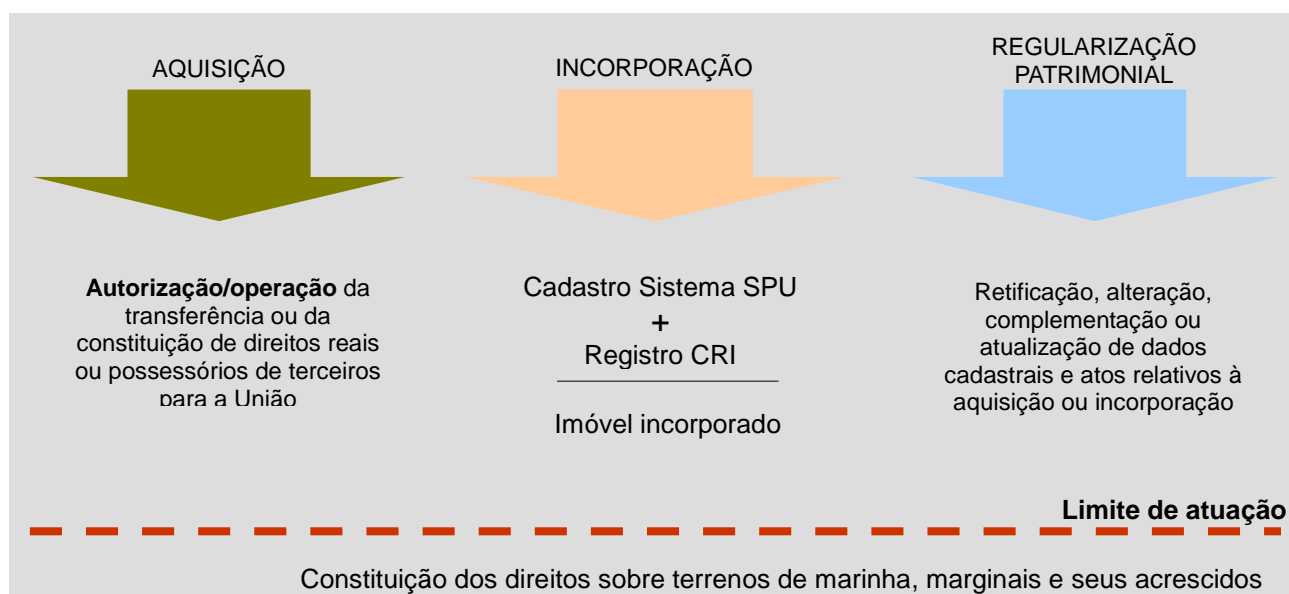 AQUISIÇÃO
INCORPORAÇÃO
REGULARIZAÇÃO
PATRIMONIAL
Autorização/operação da
transferência ou da
constituição de direitos reais
ou possessórios de terceiros
para a União
Cadastro Sistema SPU
+
Registro CRI
Imóvel incorporado
Retificação, alteração,
complementação ou
atualização de dados
cadastrais e atos relativos à
aquisição ou incorporação
Limite de atuação
Constituição dos direitos sobre terrenos de marinha, marginais e seus acrescidos